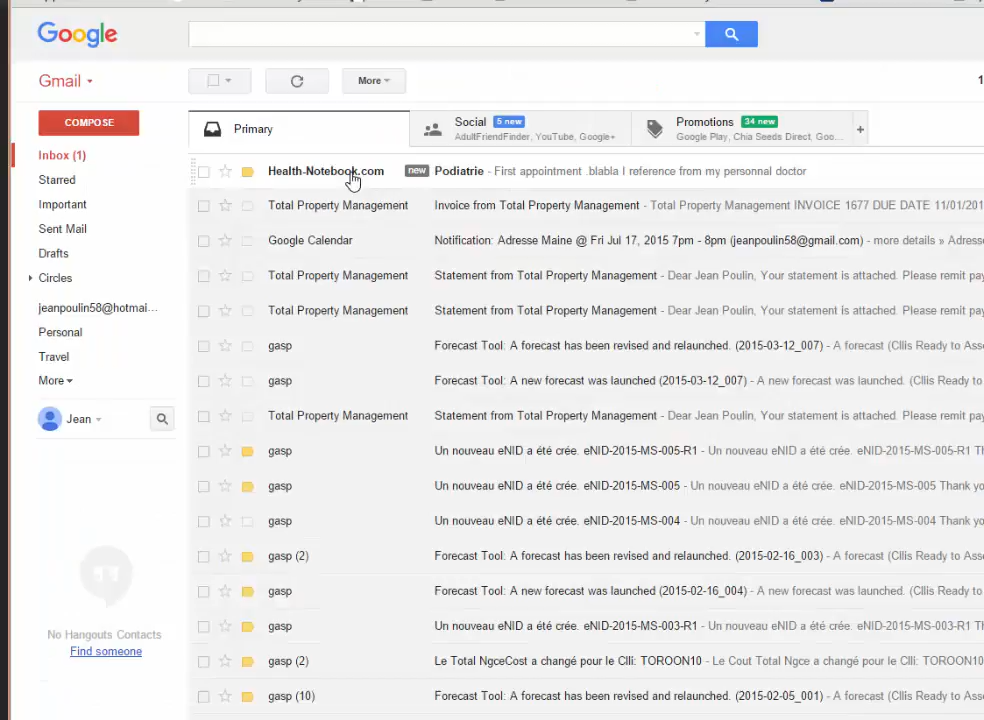 Google
Gmail
More
1
COMPOSE
Primary
Social 5 new
AdultFriendFinder, YouTube, Google+
Promotions 34 new
Google Play, Chia Seeds Direct, Goo...
+
Inbox (1)
Starred
Important
Sent Mail
Drafts
Circles
jeanpoulin58@hotmai...
Personal
Travel
More
Jean
No Hangouts Contacts
Find someone
Health-Notebook.com new Podiatrie - First appointment .blabla I reference from my personnal doctor
Total Property Management Invoice from Total Property Management - Total Property Management INVOICE 1677 DUE DATE 11/01/201
Google Calendar Notification: Adresse Maine @ Fri Jul 17, 2015 7pm - 8pm (jeanpoulin58@gmail.com) - more details » Adress
Total Property Management Statement from Total Property Management - Dear Jean Poulin, Your statement is attached. Please remit pay
Total Property Management Statement from Total Property Management - Dear Jean Poulin, Your statement is attached. Please remit pay
gasp Forecast Tool: A forecast has been revised and relaunched. (2015-03-12_007) - A forecast (Cllis Ready to Ass
gasp Forecast Tool: A new forecast was launched (2015-03-12_007) - A new forecast was launched. (Cllis Ready to
Total Property Management Statement from Total Property Management - Dear Jean Poulin, Your statement is attached. Please remit pay
gasp Un nouveau eNID a été crée. eNID-2015-MS-005-R1 - Un nouveau eNID a été crée. eNID-2015-MS-005-R1 Th
gasp Un nouveau eNID a été crée. eNID-2015-MS-005 - Un nouveau eNID a été crée. eNID-2015-MS-005 Thank yo
gasp Un nouveau eNID a été crée. eNID-2015-MS-004 - Un nouveau eNID a été crée. eNID-2015-MS-004 Thank yo
gasp (2) Forecast Tool: A forecast has been revised and relaunched. (2015-02-16_003) - A forecast (Cllis Ready to Ass
gasp Forecast Tool: A new forecast was launched (2015-02-16_004) - A new forecast was launched. (Cllis Ready to
gasp Un nouveau eNID a été crée. eNID-2015-MS-003-R1 - Un nouveau eNID a été crée. eNID-2015-MS-003-R1 Th
gasp (2) Le Total NgceCost a changé pour le Clli: TOROON10 - Le Cout Total Ngce a changé pour le Clli: TOROON10
gasp (10) Forecast Tool: A forecast has been revised and relaunched. (2015-02-05_001) - A forecast (Cllis Ready to Ass